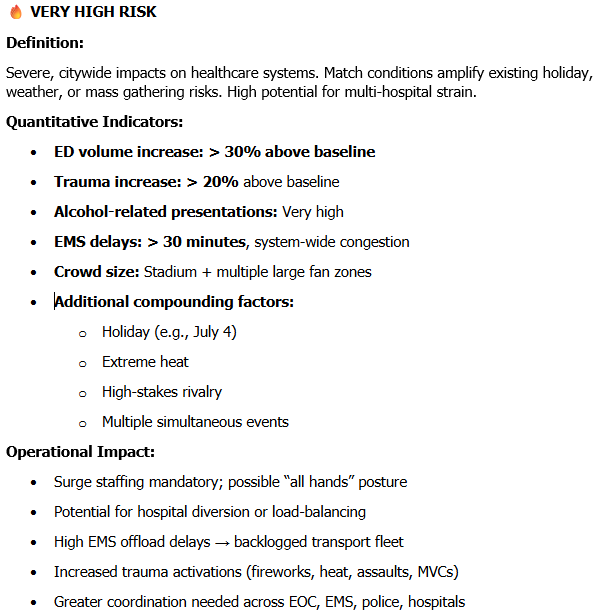 🔥 VERY HIGH RISK
Definition:
Severe, citywide impacts on healthcare systems. Match conditions amplify existing holiday,
weather, or mass gathering risks. High potential for multi-hospital strain.
Quantitative Indicators:
• ED volume increase: > 30% above baseline
• Trauma increase: > 20% above baseline
• Alcohol-related presentations: Very high
• EMS delays: > 30 minutes, system-wide congestion
• Crowd size: Stadium + multiple large fan zones
• Additional compounding factors:
o Holiday (e.g., July 4)
o Extreme heat
o High-stakes rivalry
o Multiple simultaneous events
Operational Impact:
• Surge staffing mandatory; possible “all hands” posture
• Potential for hospital diversion or load-balancing
• High EMS offload delays → backlogged transport fleet
• Increased trauma activations (fireworks, heat, assaults, MVCs)
• Greater coordination needed across EOC, EMS, police, hospitals